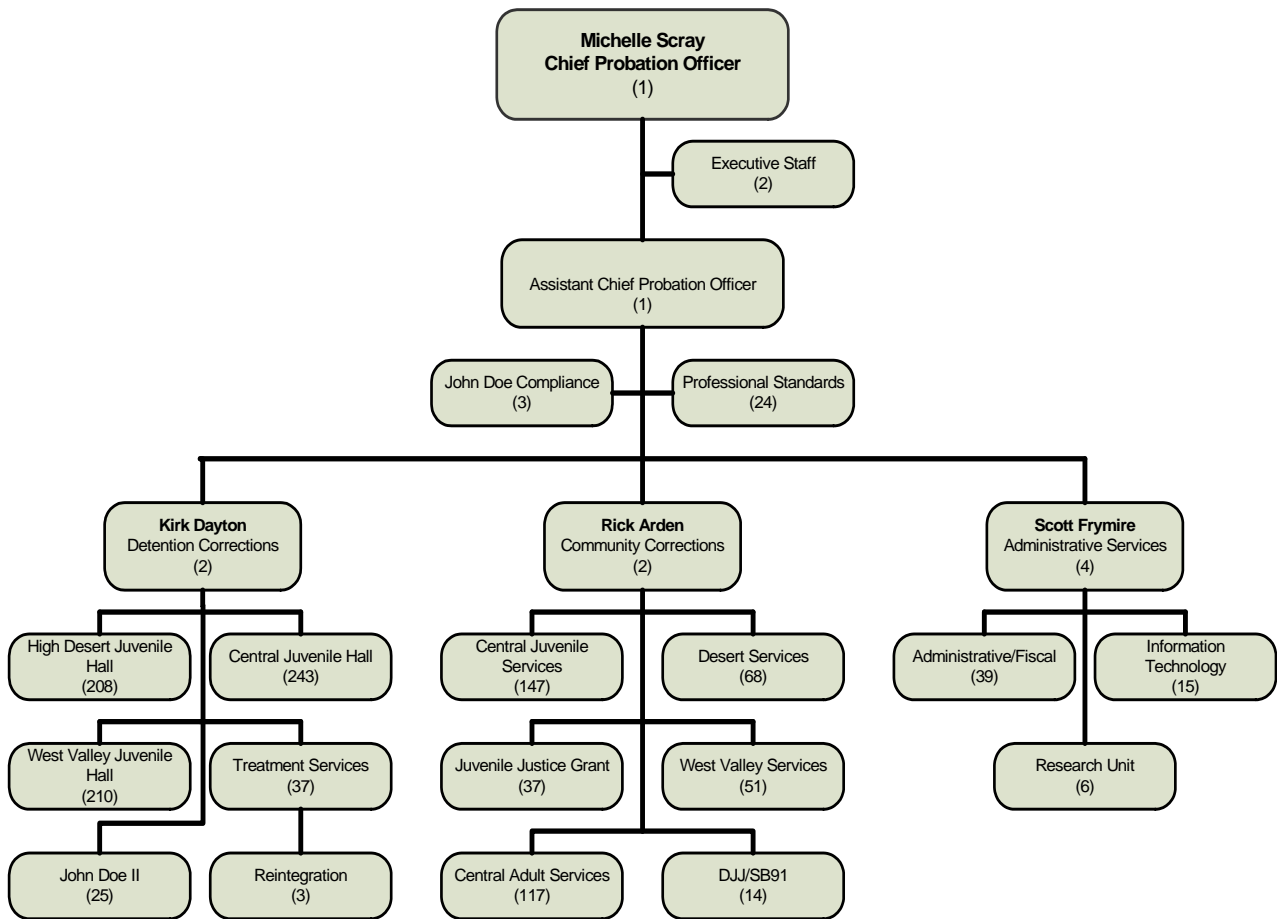 Michelle Scray
Chief Probation Officer
(1)
Executive Staff
(2)
Assistant Chief Probation Officer
(1)
John Doe Compliance
(3)
Professional Standards
(24)
Kirk Dayton
Detention Corrections
(2)
Rick Arden
Community Corrections
(2)
Scott Frymire
Administrative Services
(4)
High Desert Juvenile
Hall
(208)
Central Juvenile Hall
(243)
Central Juvenile
Services
(147)
Desert Services
(68)
Administrative/Fiscal
(39)
Information
Technology
(15)
West Valley Juvenile
Hall
(210)
Treatment Services
(37)
Juvenile Justice Grant
(37)
West Valley Services
(51)
Research Unit
(6)
John Doe II
(25)
Reintegration
(3)
Central Adult Services
(117)
DJJ/SB91
(14)